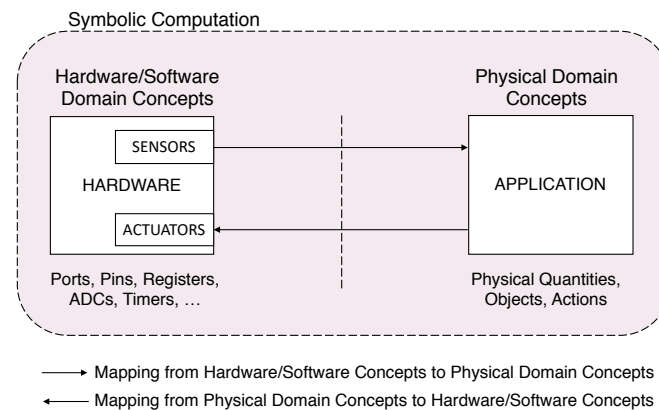 Symbolic Computation
Hardware/Software
Domain Concepts
Physical Domain
Concepts
SENSORS
HARDWARE
ACTUATORS
APPLICATION
Ports, Pins, Registers,
ADCs, Timers, …
Physical Quantities,
Objects, Actions
Mapping from Hardware/Software Concepts to Physical Domain Concepts
Mapping from Physical Domain Concepts to Hardware/Software Concepts